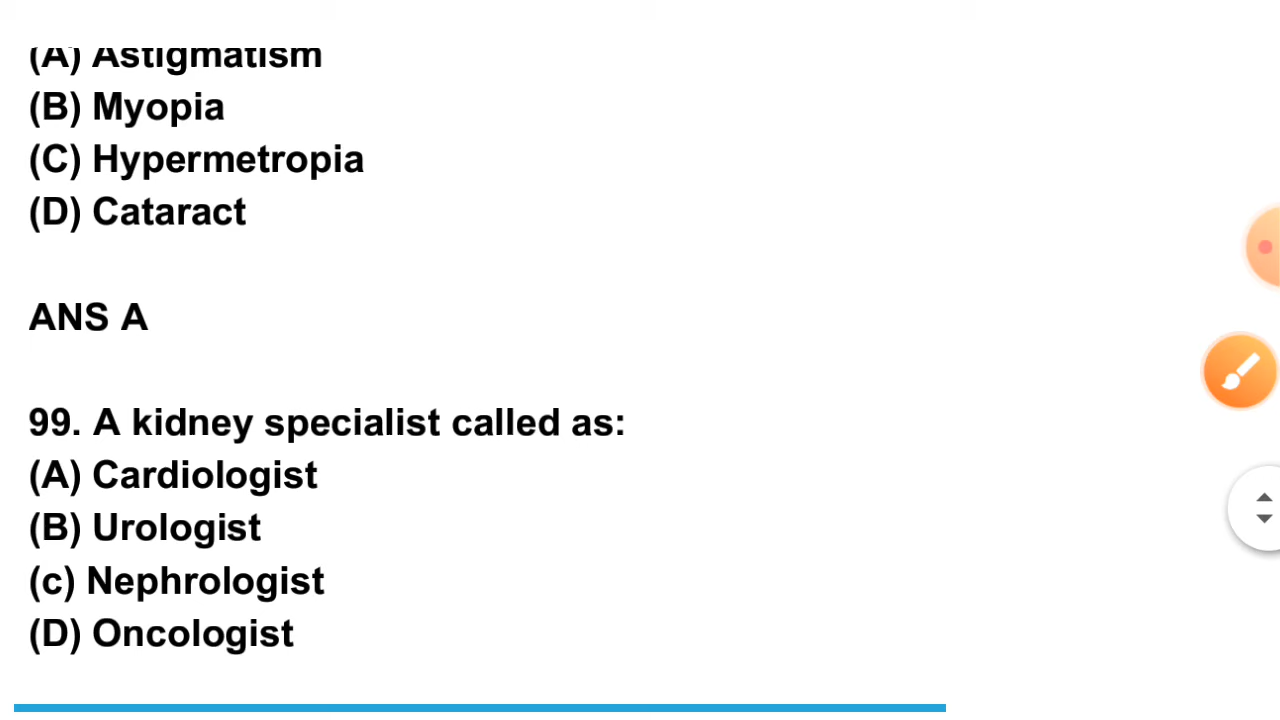 (A) Astigmatism
(B) Myopia
(C) Hypermetropia
(D) Cataract
ANS A
99. A kidney specialist called as:
(A) Cardiologist
(B) Urologist
(c) Nephrologist
(D) Oncologist